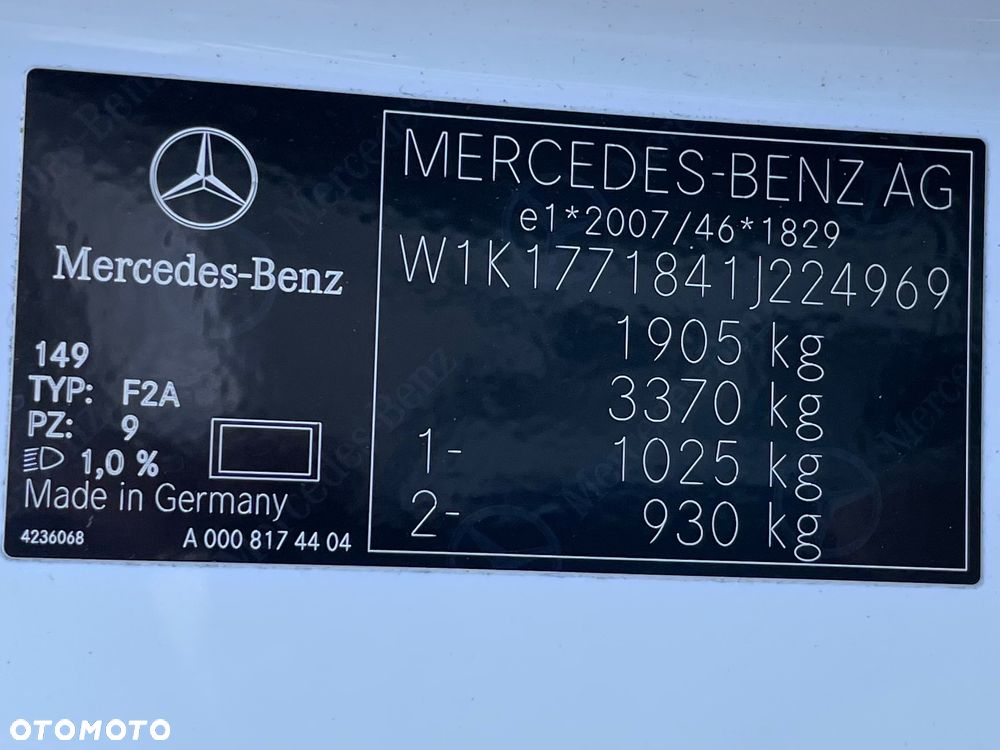 Mercedes-Benz
149
TYP: F2A
PZ: 9
1,0 %
Made in Germany
4236068 A 000 817 44 04
MERCEDES-BENZ AG
e1*2007/46*1829
W1K1771841J224969
1905 kg
3370 kg
1- 1025 kg
2- 930 kg
OTOMOTO